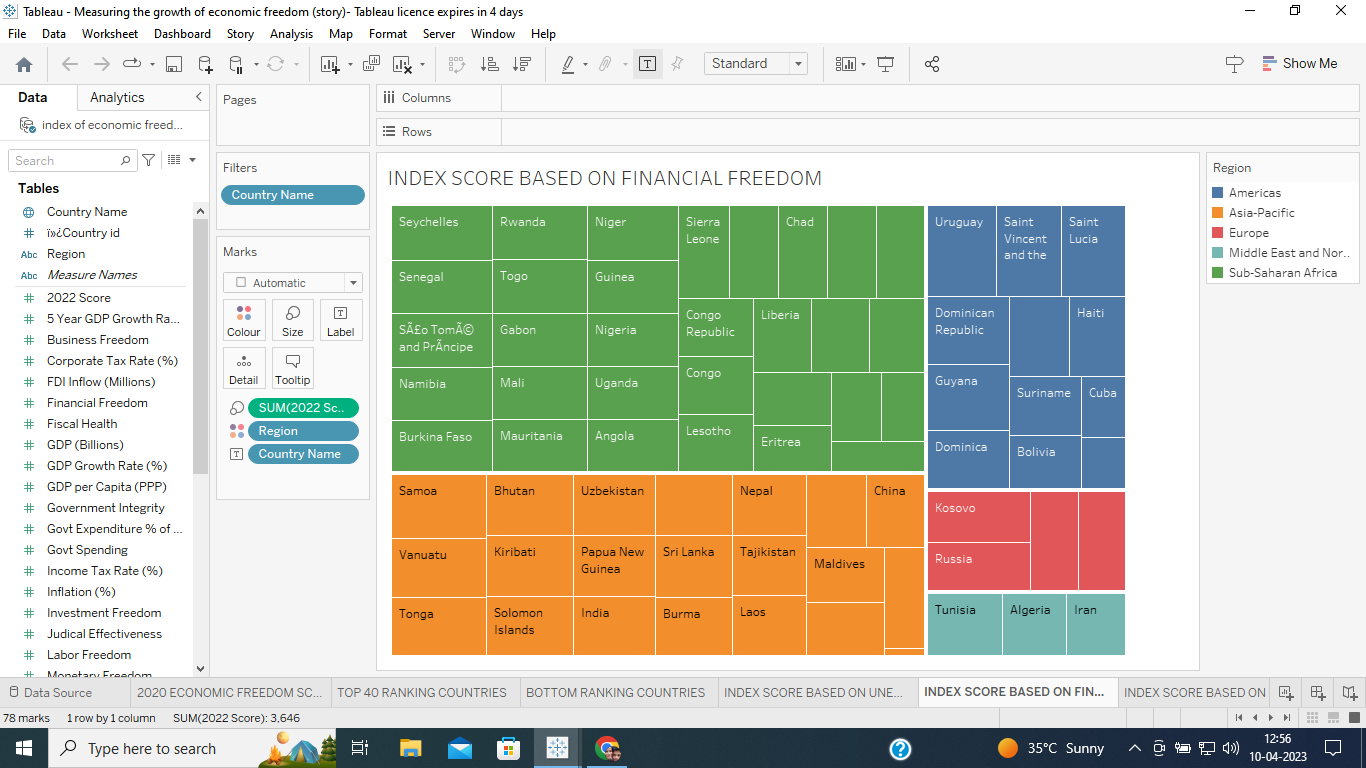 Tableau - Measuring the growth of economic freedom (story)- Tableau licence expires in 4 days
File Data Worksheet Dashboard Story Analysis Map Format Server Window Help
Standard
Show Me
Data Analytics
index of economic freed...
Search
Tables
Country Name
ï»¿Country id
Abc Region
Abc Measure Names
2022 Score
5 Year GDP Growth Ra...
Business Freedom
Corporate Tax Rate (%)
FDI Inflow (Millions)
Financial Freedom
Fiscal Health
GDP (Billions)
GDP Growth Rate (%)
GDP per Capita (PPP)
Government Integrity
Govt Expenditure % of ...
Govt Spending
Income Tax Rate (%)
Inflation (%)
Investment Freedom
Judical Effectiveness
Labor Freedom
Monetary Freedom
Pages
Filters
Country Name
Marks
Automatic
Colour Size Label
Detail Tooltip
SUM(2022 Sc..
Region
Country Name
Columns
Rows
INDEX SCORE BASED ON FINANCIAL FREEDOM
Seychelles
Senegal
SÃ£o TomÃ©
and PrÃncipe
Namibia
Burkina Faso
Rwanda
Togo
Gabon
Mali
Mauritania
Niger
Guinea
Nigeria
Uganda
Angola
Sierra
Leone
Chad
Congo
Republic
Congo
Lesotho
Liberia
Eritrea
Uruguay
Saint
Vincent
and the
Saint
Lucia
Dominican
Republic
Guyana
Dominica
Haiti
Suriname
Cuba
Bolivia
Samoa
Vanuatu
Tonga
Bhutan
Kiribati
Solomon
Islands
Uzbekistan
Papua New
Guinea
India
Sri Lanka
Burma
Nepal
Tajikistan
Laos
China
Maldives
Kosovo
Russia
Tunisia
Algeria
Iran
Region
Americas
Asia-Pacific
Europe
Middle East and Nor..
Sub-Saharan Africa
Data Source
2020 ECONOMIC FREEDOM SC...
TOP 40 RANKING COUNTRIES
BOTTOM RANKING COUNTRIES
INDEX SCORE BASED ON UNE...
INDEX SCORE BASED ON FIN...
INDEX SCORE BASED ON
78 marks 1 row by 1 column SUM(2022 Score): 3,646
Type here to search
35°C Sunny
12:56
10-04-2023